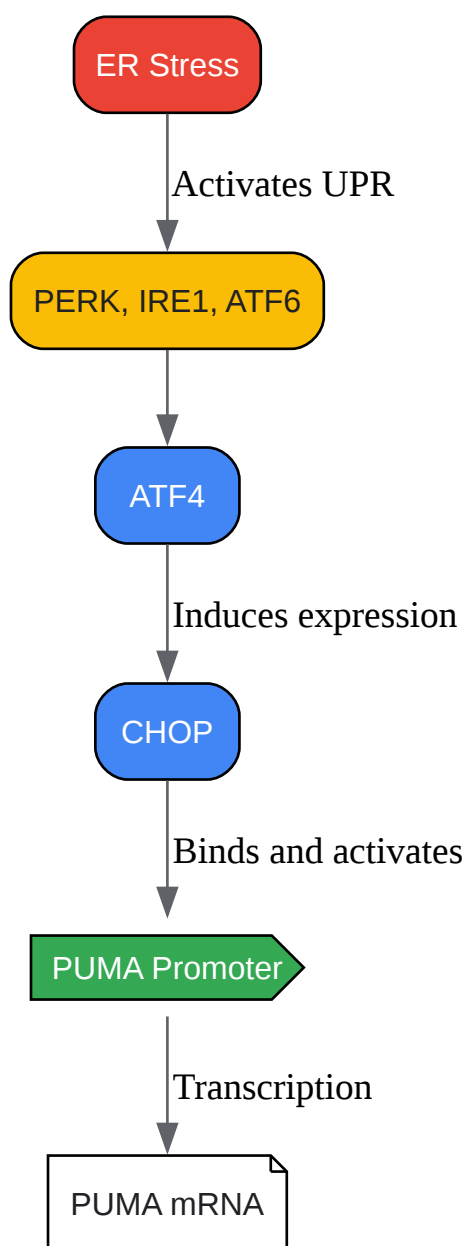 ER Stress
Activates UPR
PERK, IRE1, ATF6
ATF4
Induces expression
CHOP
Binds and activates
PUMA Promoter
Transcription
PUMA mRNA